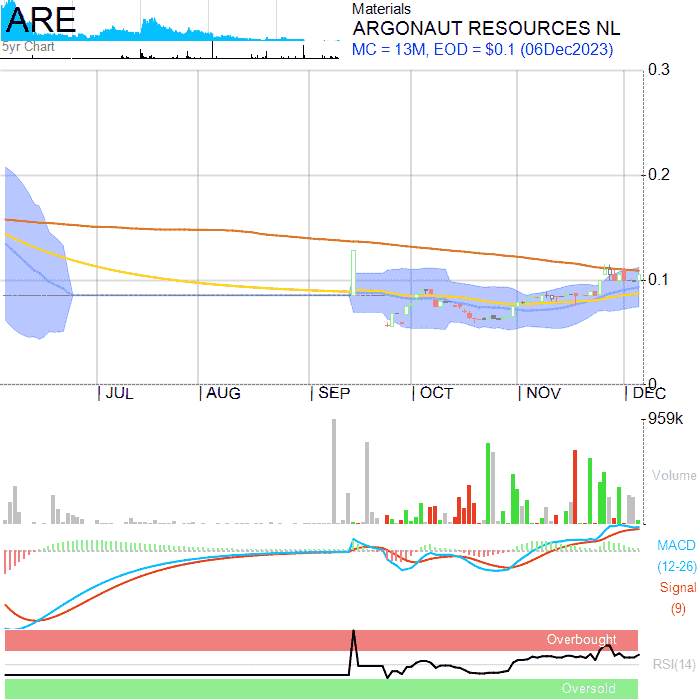 ARE
5yr Chart
Materials
ARGONAUT RESOURCES NL
MC = 13M, EOD = $0.1 (06Dec2023)
0.3
0.2
0.1
0
JUL AUG SEP OCT NOV DEC
959k
Volume
MACD
(12-26)
Signal
(9)
Overbought
RSI(14)
Oversold